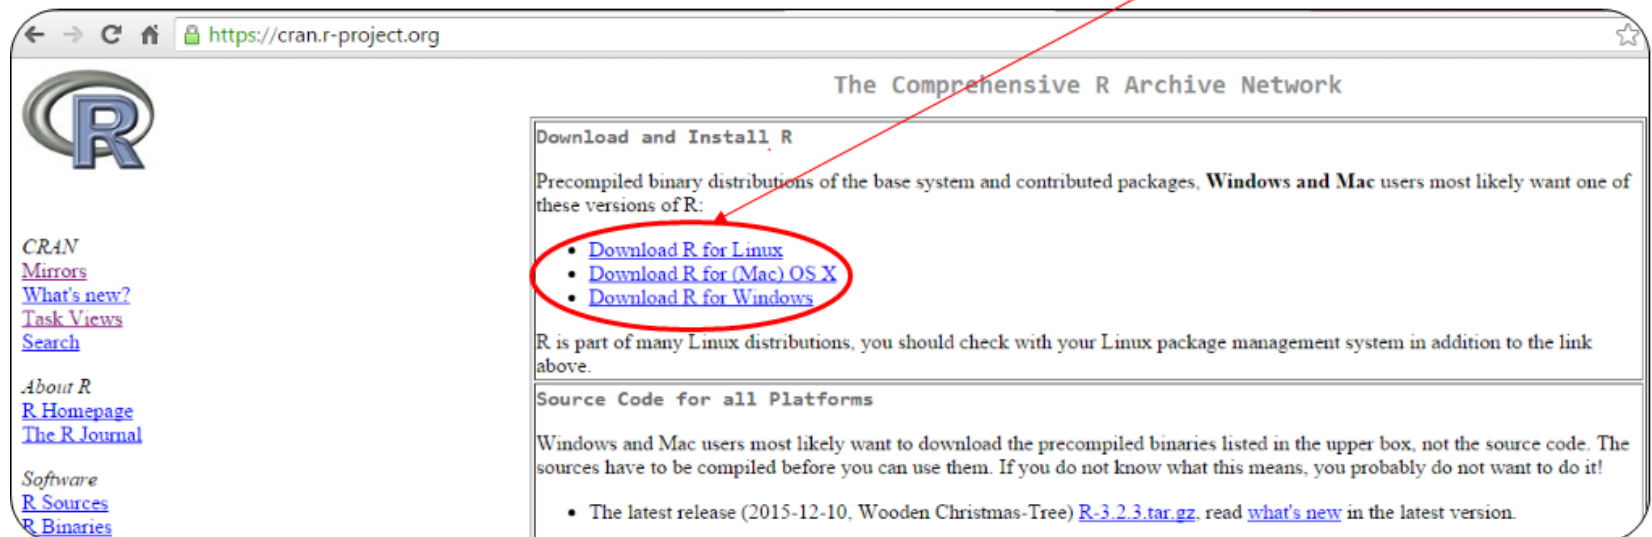 https://cran.r-project.org
R
The Comprehensive R Archive Network
Download and Install R
Precompiled binary distributions of the base system and contributed packages, Windows and Mac users most likely want one of
these versions of R:
Download R for Linux
Download R for (Mac) OS X
Download R for Windows
R is part of many Linux distributions, you should check with your Linux package management system in addition to the link
above.
Source Code for all Platforms
Windows and Mac users most likely want to download the precompiled binaries listed in the upper box, not the source code. The
sources have to be compiled before you can use them. If you do not know what this means, you probably do not want to do it!
The latest release (2015-12-10, Wooden Christmas-Tree) R-3.2.3.tar.gz, read what's new in the latest version.
CRAN
Mirrors
What's new?
Task Views
Search
About R
R Homepage
The R Journal
Software
R Sources
R Binaries